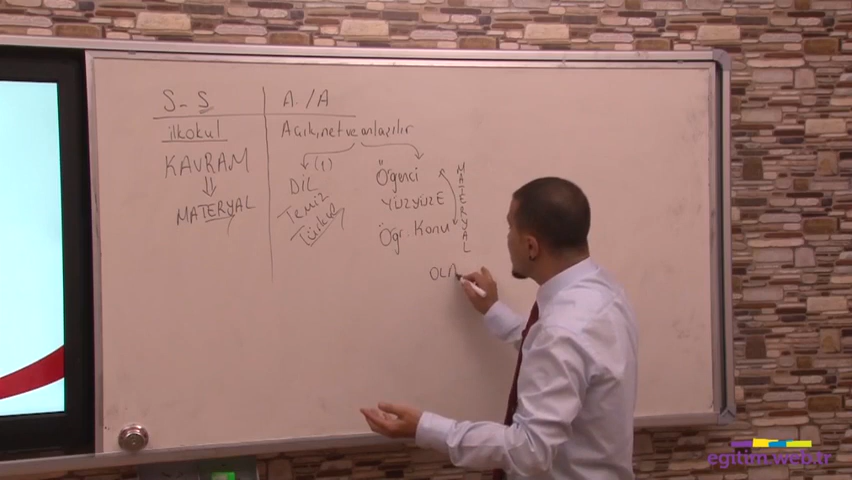 S - S
A. / A
ilkokul
KAVRAM
MATERYAL
Açık, net ve anlaşılır
(1)
DİL
Temiz
Türkçe
Öğrenci
YÜZYÜZE
Öğr. Konu
MATERYAL
OLA
egitim.web.tr